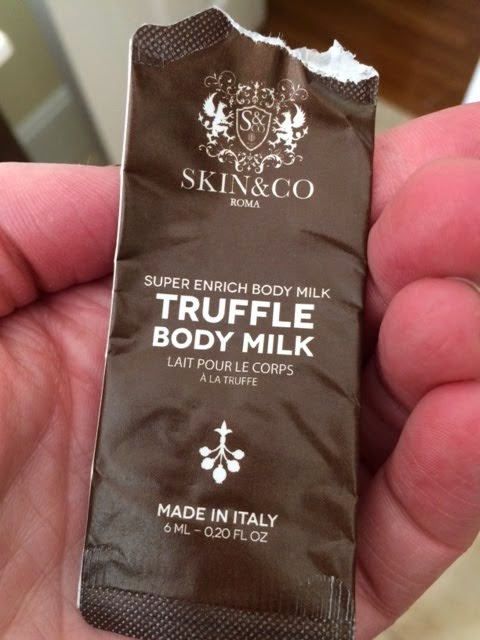 S&
CO
SKIN&CO
ROMA
SUPER ENRICH BODY MILK
TRUFFLE
BODY MILK
LAIT POUR LE CORPS
À LA TRUFFE
MADE IN ITALY
6 ML – 0,20 FL OZ